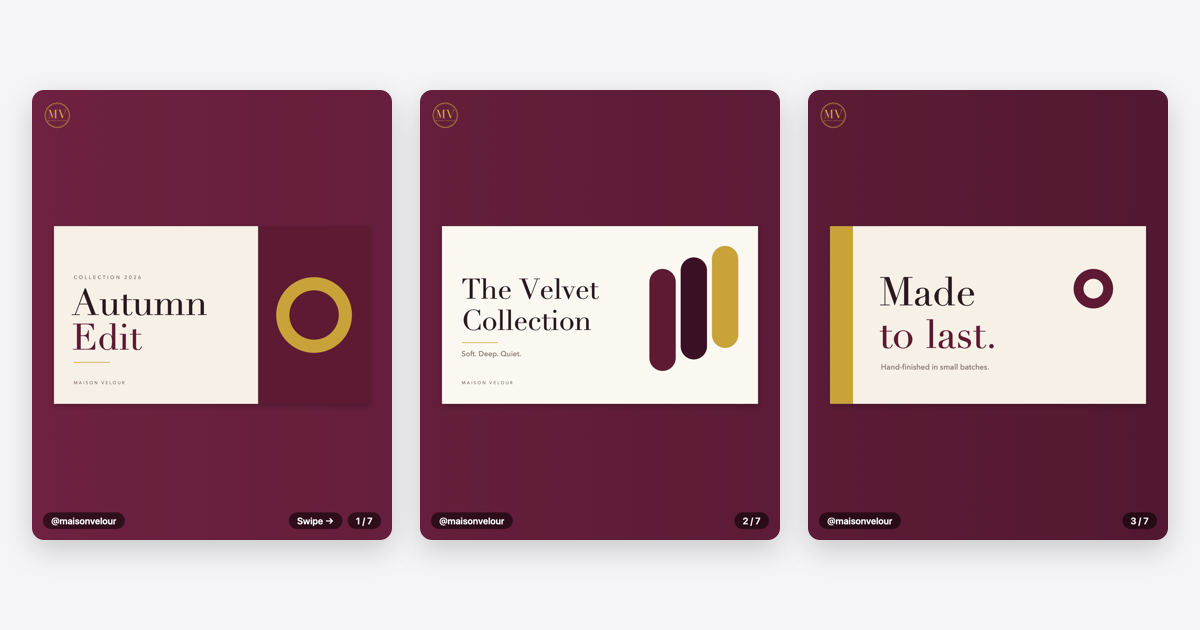 MV
COLLECTION 2026
Autumn
Edit
MAISON VELOUR
@maisonvelour
Swipe →
1 / 7
MV
The Velvet
Collection
Soft. Deep. Quiet.
MAISON VELOUR
@maisonvelour
2 / 7
MV
Made
to last.
Hand-finished in small batches.
@maisonvelour
3 / 7